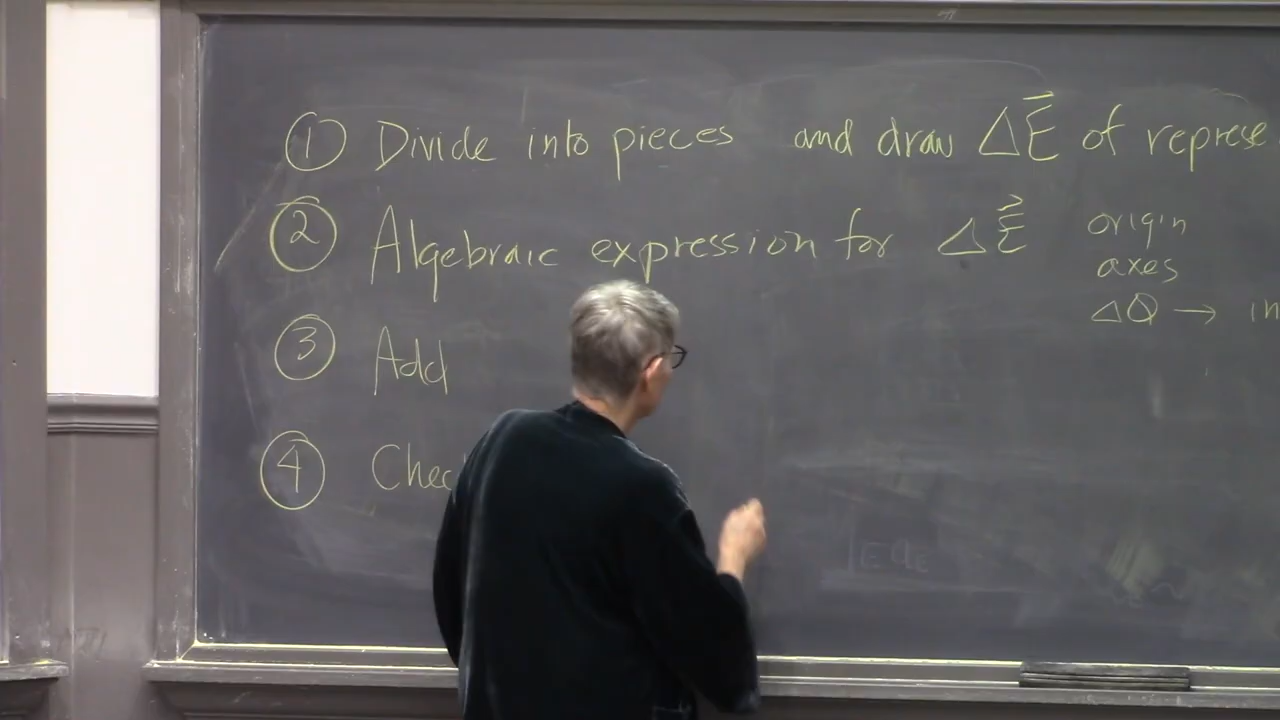 ① Divide into pieces and draw ΔE⃗ of represe
② Algebraic expression for ΔE⃗
origin
axes
ΔQ → in
③ Add
④ Chec